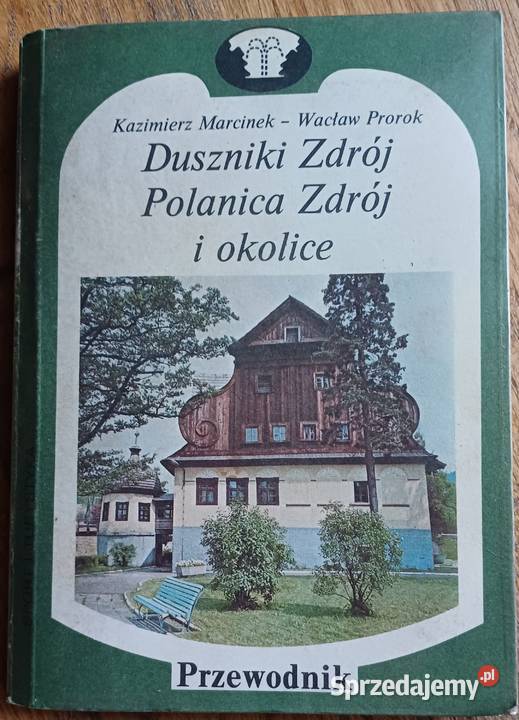 Kazimierz Marcinek – Wacław Prorok
Duszniki Zdrój
Polanica Zdrój
i okolice
Przewodnik
Sprzedajemy.pl